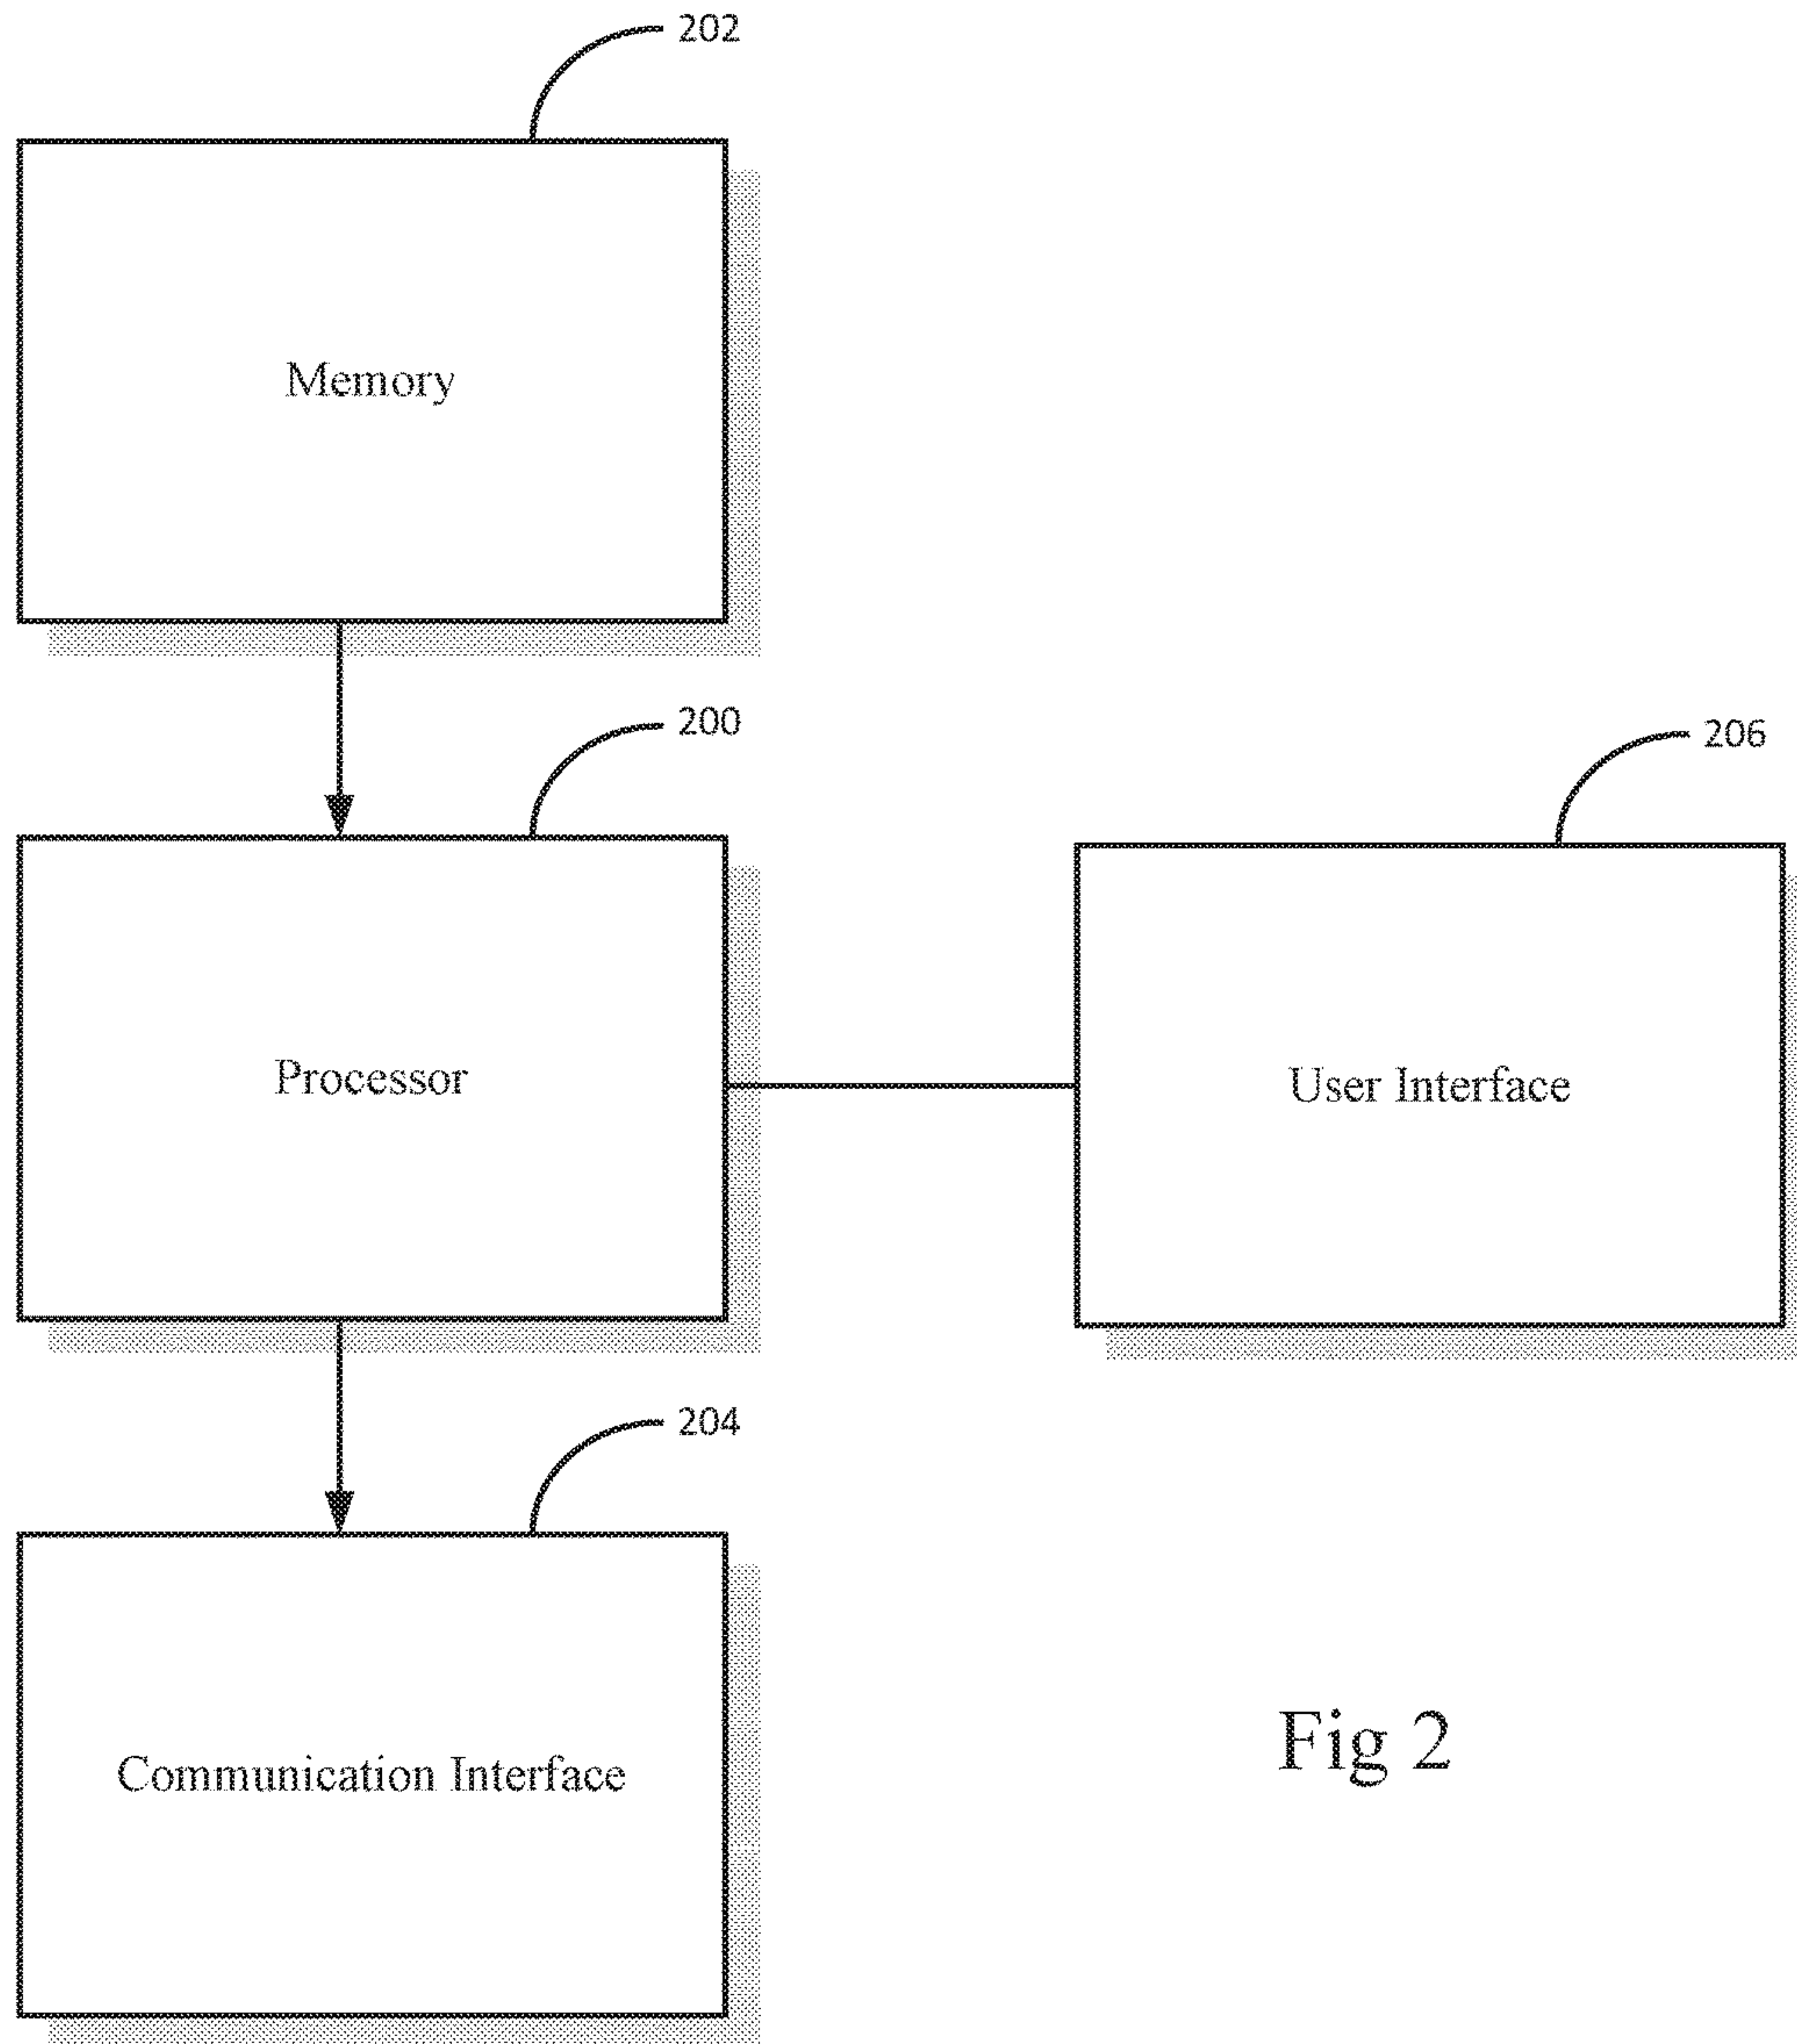 202
Memory
200
206
Processor
User Interface
204
Communication Interface
Fig 2